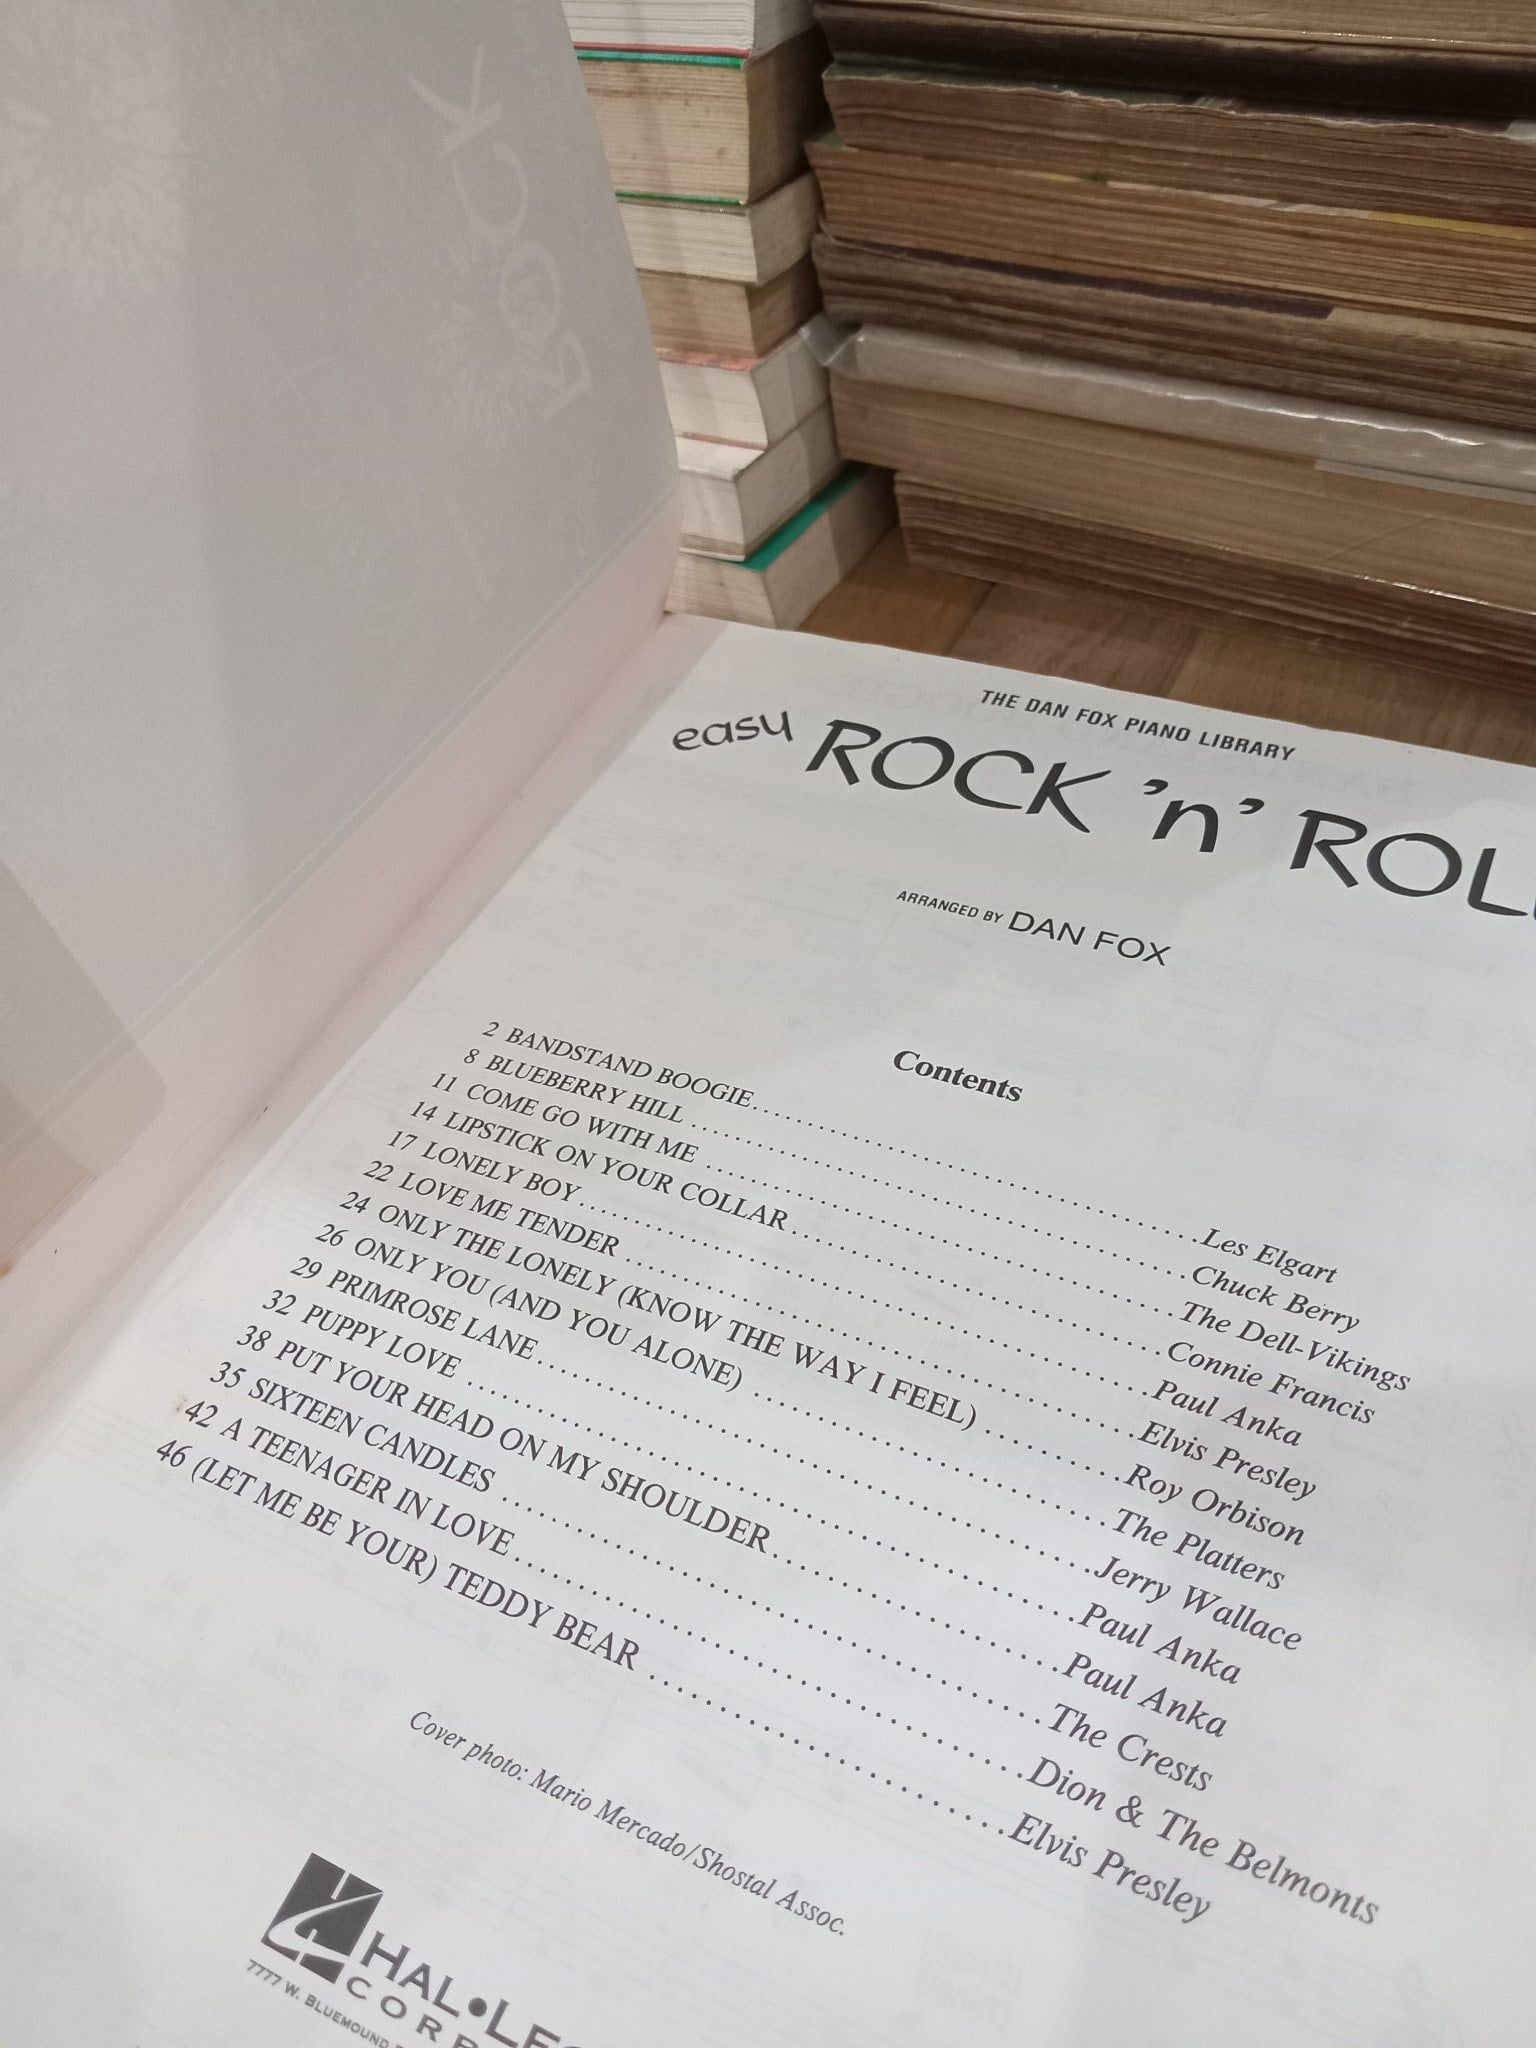 THE DAN FOX PIANO LIBRARY
easy ROCK 'n' ROLL
ARRANGED BY DAN FOX
Contents
2 BANDSTAND BOOGIE..........Les Elgart
8 BLUEBERRY HILL..........Chuck Berry
11 COME GO WITH ME..........The Dell-Vikings
14 LIPSTICK ON YOUR COLLAR..........Connie Francis
17 LONELY BOY..........Paul Anka
22 LOVE ME TENDER..........Elvis Presley
24 ONLY THE LONELY (KNOW THE WAY I FEEL)..........Roy Orbison
26 ONLY YOU (AND YOU ALONE)..........The Platters
29 PRIMROSE LANE..........Jerry Wallace
32 PUPPY LOVE..........Paul Anka
38 PUT YOUR HEAD ON MY SHOULDER..........Paul Anka
35 SIXTEEN CANDLES..........The Crests
42 A TEENAGER IN LOVE..........Dion & The Belmonts
46 (LET ME BE YOUR) TEDDY BEAR..........Elvis Presley
Cover photo: Mario Mercado/Shostal Assoc.
HAL•LE
CORP
7777 W. BLUEMOUND